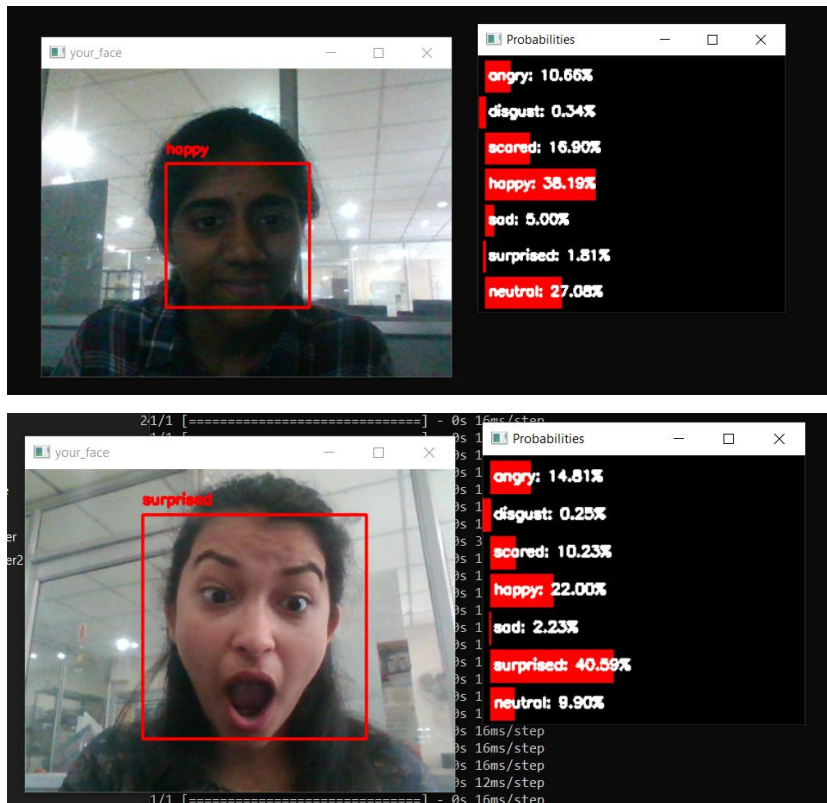 your_face
happy
Probabilities
angry: 10.66%
disgust: 0.34%
scared: 16.90%
happy: 38.19%
sad: 5.00%
surprised: 1.81%
neutral: 27.08%
21/1 [==============================] - 0s 16ms/step
your_face
surprised
Probabilities
angry: 14.81%
disgust: 0.25%
scared: 10.23%
happy: 22.00%
sad: 2.23%
surprised: 40.59%
neutral: 9.90%
er
er2
0s 16ms/step
0s 16ms/step
0s 16ms/step
0s 12ms/step
1/1 [==============================] - 0s 16ms/step